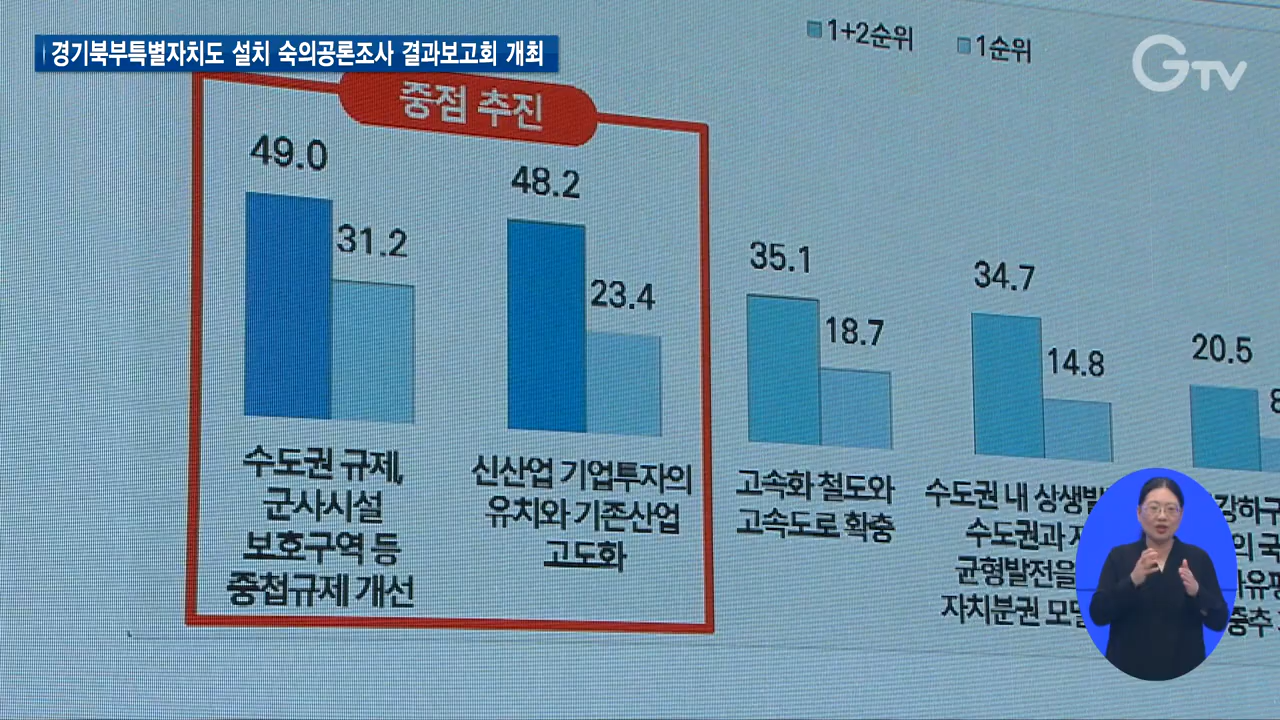 경기북부특별자치도 설치 숙의공론조사 결과보고회 개최
1+2순위
1순위
GTV
중점 추진
49.0
31.2
48.2
23.4
35.1
18.7
34.7
14.8
20.5
8
수도권 규제,
군사시설
보호구역 등
중첩규제 개선
신산업 기업투자의
유치와 기존산업
고도화
고속화 철도와
고속도로 확충
수도권 내 상생발
수도권과
균형발전을
자치분권 모델
강하구
의 국